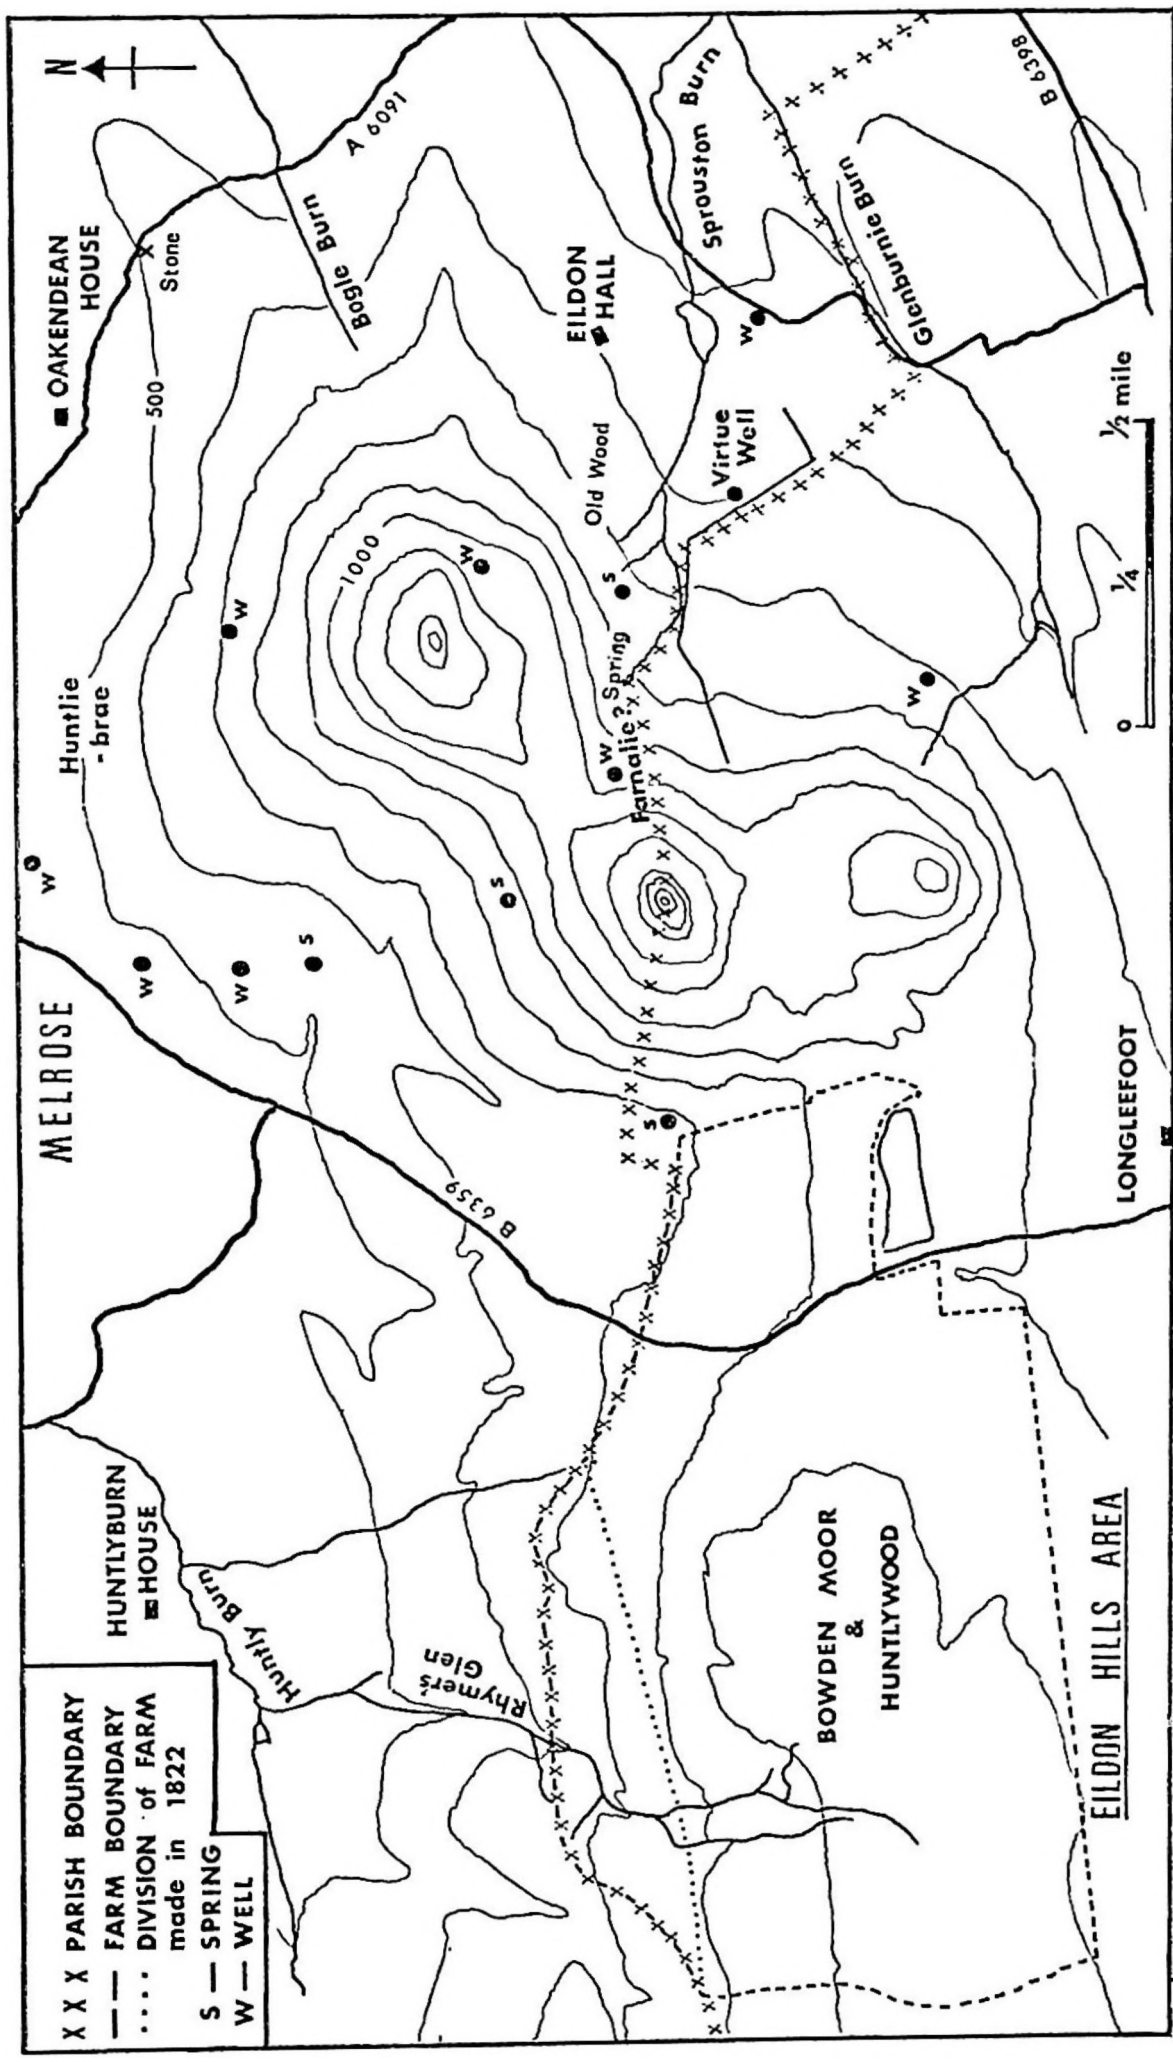 X X X PARISH BOUNDARY
—— FARM BOUNDARY
···· DIVISION of FARM
made in 1822
S — SPRING
W — WELL
HUNTLYBURN
HOUSE
MELROSE
Huntlie
-brae
OAKENDEAN
HOUSE
N
500
Stone
A 6091
Bogle Burn
Huntly Burn
Rhymer's
Glen
B 6359
1000
EILDON
HALL
Old Wood
Sprouston Burn
Virtue
Well
Farnalie? Spring
Glenburnie Burn
B 6398
W
W
W
S
S
W
W
W
S
S
W
W
BOWDEN MOOR
&
HUNTLYWOOD
LONGLEEFOOT
EILDON HILLS AREA
0 1/4 1/2 mile